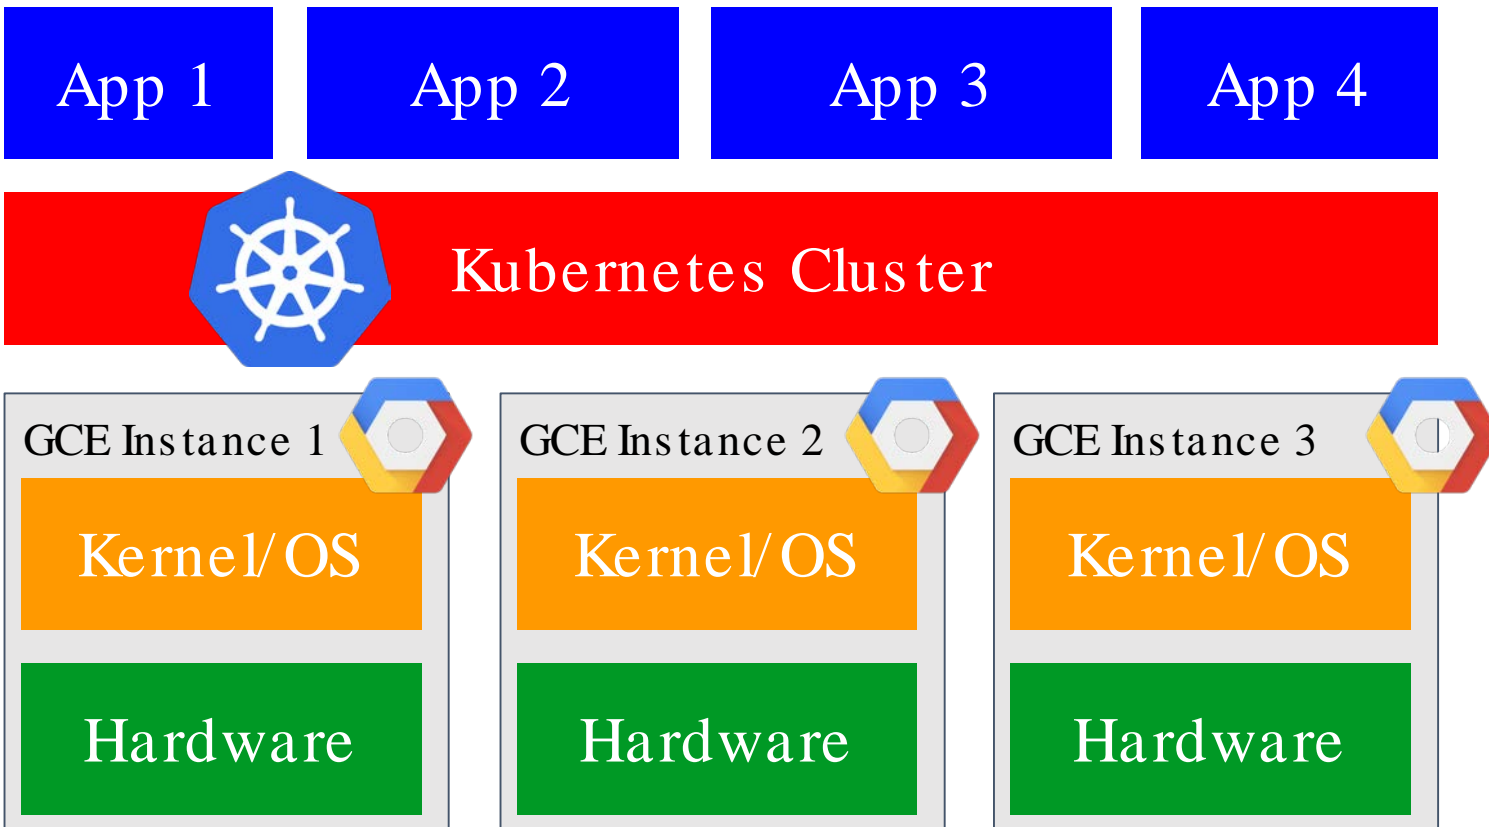 App 1 App 2 App 3 App 4
Kubernetes Cluster
GCE Instance 1 GCE Instance 2 GCE Instance 3
Kernel/OS Kernel/OS Kernel/OS
Hardware Hardware Hardware